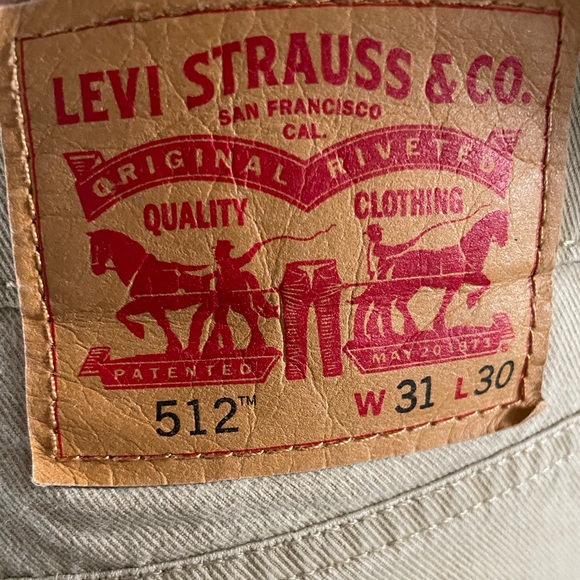 LEVI STRAUSS & CO.
SAN FRANCISCO
CAL.
ORIGINAL RIVETED
QUALITY CLOTHING
PATENTED MAY 20 1873
512™ W 31 L 30